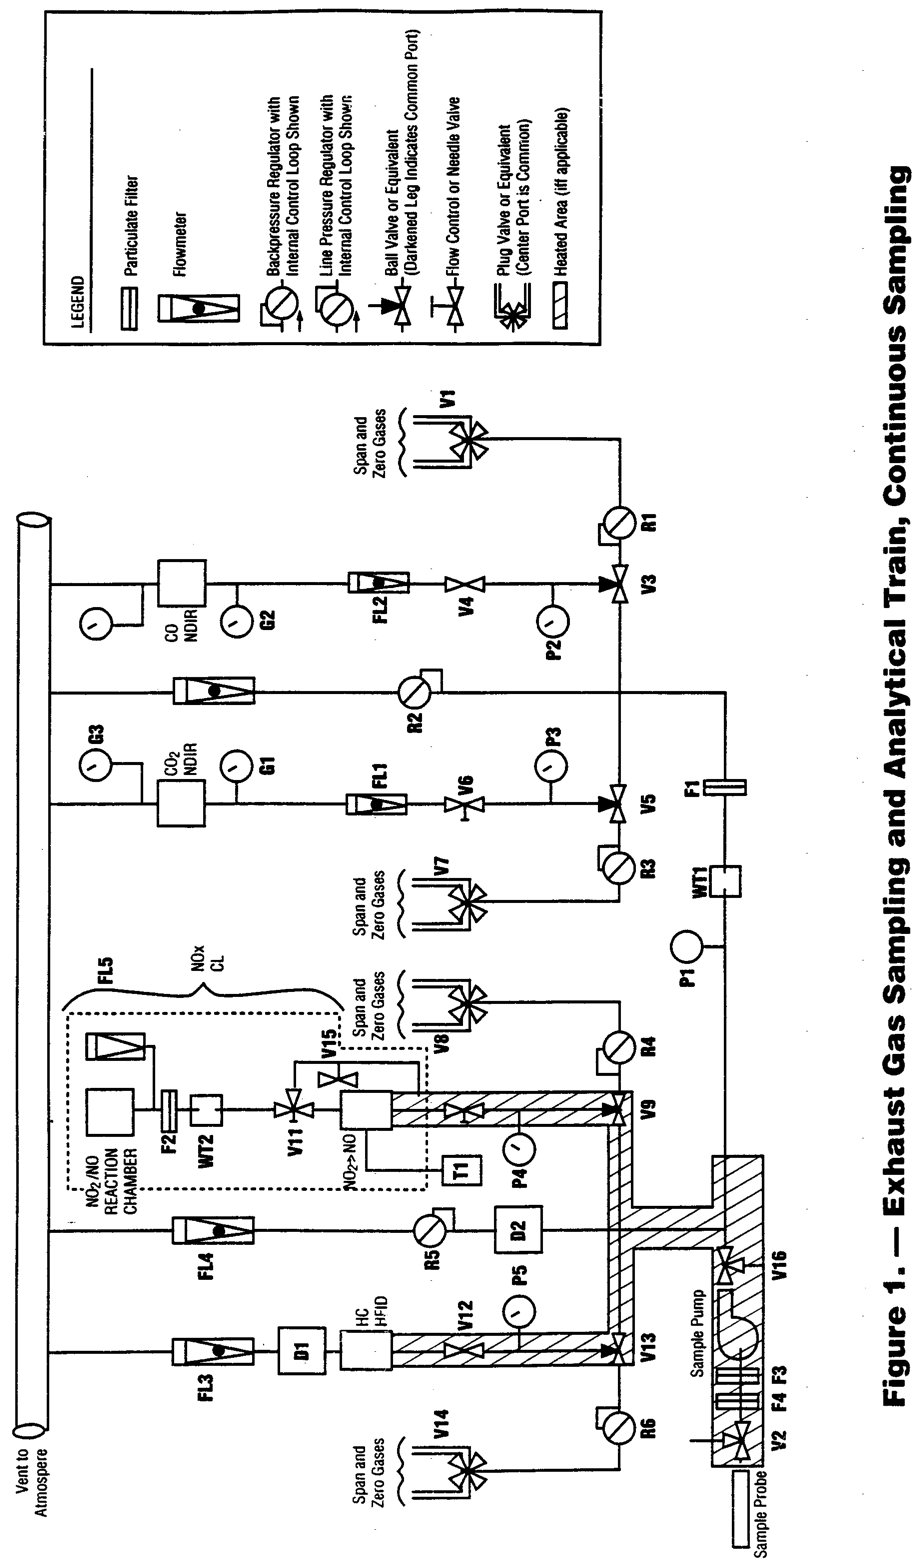 LEGEND
Particulate Filter
Flowmeter
Backpressure Regulator with
Internal Control Loop Shown
Line Pressure Regulator with
Internal Control Loop Shown
Ball Valve or Equivalent
(Darkened Leg Indicates Common Port)
Flow Control or Needle Valve
Plug Valve or Equivalent
(Center Port is Common)
Heated Area (iff applicable)
Vent to
Atmospere
FL3
D1
HC
HFID
V12
P5
V13
Span and
Zero Gases
V14
R6
FL4
R5
D2
NO2/NO
REACTION
CHAMBER
FL5
NOx
CL
F2
WT2
V11
V15
NO2>NO
T1
P4
V9
Span and
Zero Gases
V8
R4
G3
CO2
NDIR
G1
FL1
V6
P3
V5
Span and
Zero Gases
V7
R3
R2
CO
NDIR
G2
FL2
V4
P2
V3
Span and
Zero Gases
V1
R1
Sample Probe
V2
F4
F3
Sample Pump
V16
P1
WT1
F1
Figure 1. — Exhaust Gas Sampling and Analytical Train, Continuous Sampling